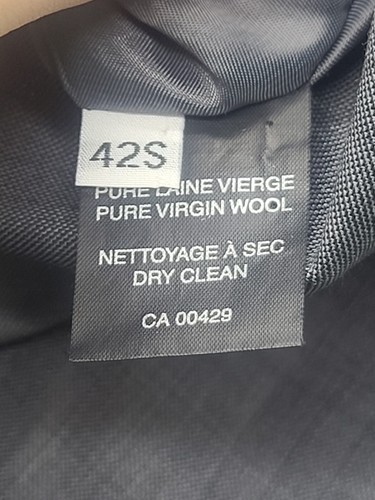 42S
PURE LAINE VIERGE
PURE VIRGIN WOOL
NETTOYAGE À SEC
DRY CLEAN
CA 00429